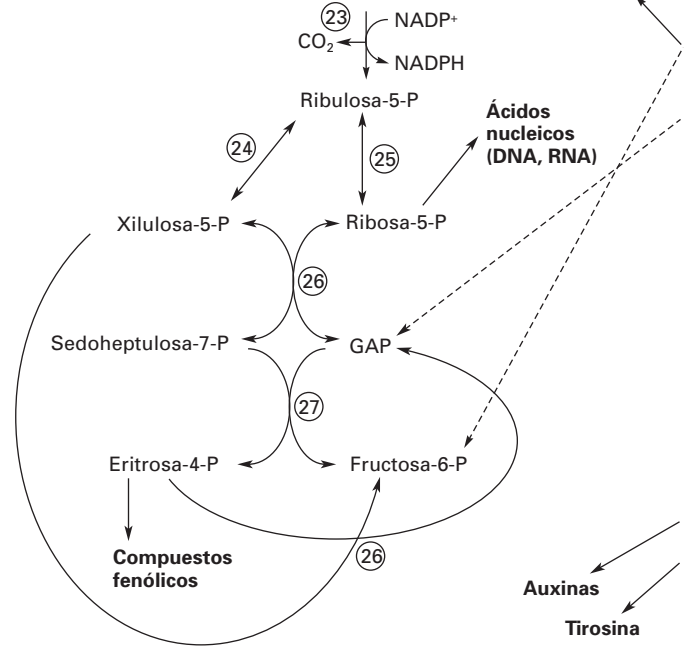 23
NADP+
CO₂
NADPH
Ribulosa-5-P
Ácidos
nucleicos
(DNA, RNA)
24
25
Xilulosa-5-P
Ribosa-5-P
26
Sedoheptulosa-7-P
GAP
27
Eritrosa-4-P
Fructosa-6-P
Compuestos
fenólicos
26
Auxinas
Tirosina